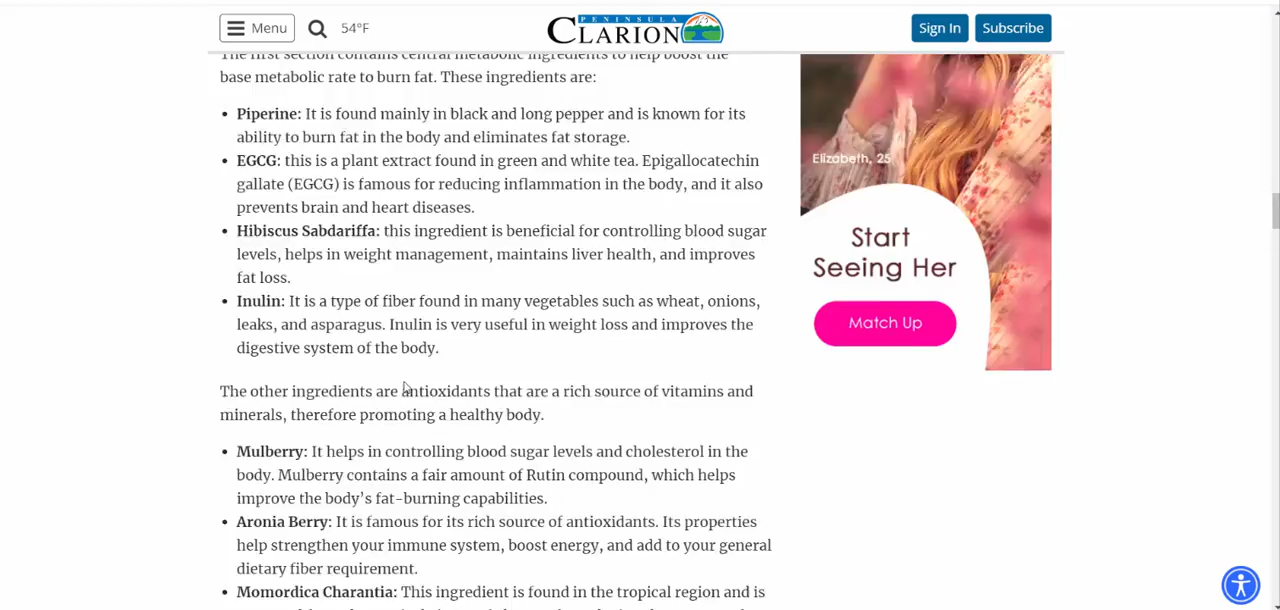 Menu
54°F
PENINSULA
CLARION
Sign In
Subscribe
The first section contains central metabolic ingredients to help boost the
base metabolic rate to burn fat. These ingredients are:
• Piperine: It is found mainly in black and long pepper and is known for its
ability to burn fat in the body and eliminates fat storage.
• EGCG: this is a plant extract found in green and white tea. Epigallocatechin
gallate (EGCG) is famous for reducing inflammation in the body, and it also
prevents brain and heart diseases.
• Hibiscus Sabdariffa: this ingredient is beneficial for controlling blood sugar
levels, helps in weight management, maintains liver health, and improves
fat loss.
• Inulin: It is a type of fiber found in many vegetables such as wheat, onions,
leaks, and asparagus. Inulin is very useful in weight loss and improves the
digestive system of the body.
The other ingredients are antioxidants that are a rich source of vitamins and
minerals, therefore promoting a healthy body.
• Mulberry: It helps in controlling blood sugar levels and cholesterol in the
body. Mulberry contains a fair amount of Rutin compound, which helps
improve the body's fat-burning capabilities.
• Aronia Berry: It is famous for its rich source of antioxidants. Its properties
help strengthen your immune system, boost energy, and add to your general
dietary fiber requirement.
• Momordica Charantia: This ingredient is found in the tropical region and is
Elizabeth, 25
Start
Seeing Her
Match Up